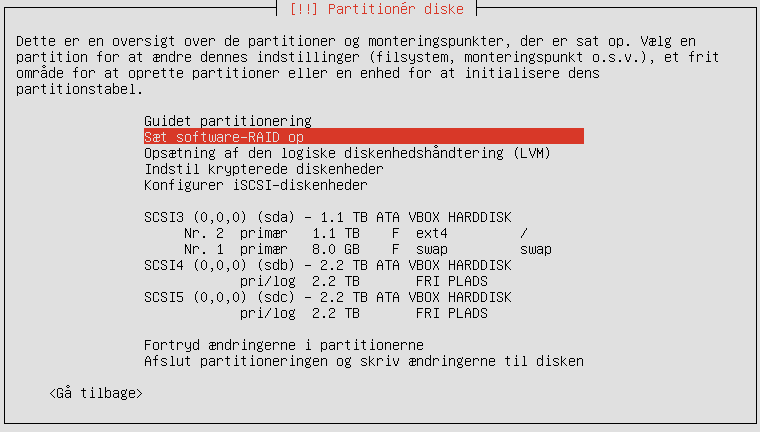 [!!] Partitionér diske
Dette er en oversigt over de partitioner og monteringspunkter, der er sat op. Vælg en
partition for at ændre dennes indstillinger (filsystem, monteringspunkt o.s.v.), et frit
område for at oprette partitioner eller en enhed for at initialisere dens
partitionstabel.
Guidet partitionering
Sæt software-RAID op
Opsætning af den logiske diskenhedshåndtering (LVM)
Indstil krypterede diskenheder
Konfigurer iSCSI-diskenheder
SCSI3 (0,0,0) (sda) - 1.1 TB ATA VBOX HARDDISK
Nr. 2 primær 1.1 TB F ext4 /
Nr. 1 primær 8.0 GB F swap swap
SCSI4 (0,0,0) (sdb) - 2.2 TB ATA VBOX HARDDISK
pri/log 2.2 TB FRI PLADS
SCSI5 (0,0,0) (sdc) - 2.2 TB ATA VBOX HARDDISK
pri/log 2.2 TB FRI PLADS
Fortryd ændringerne i partitionerne
Afslut partitioneringen og skriv ændringerne til disken
<Gå tilbage>